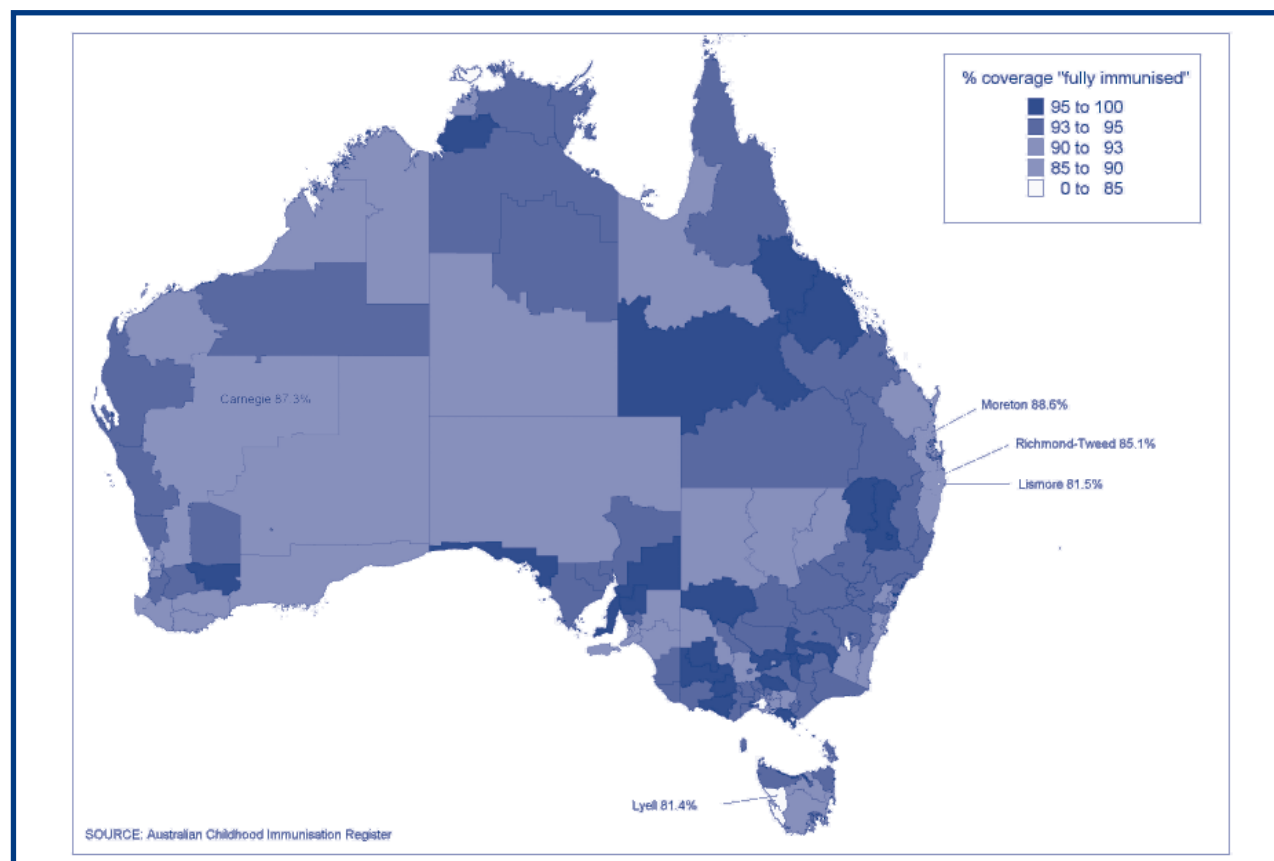 % coverage "fully immunised"
95 to 100
93 to 95
90 to 93
85 to 90
0 to 85
Carnegie 87.3%
Moreton 88.6%
Richmond-Tweed 85.1%
Lismore 81.5%
Lyell 81.4%
SOURCE: Australian Childhood Immunisation Register